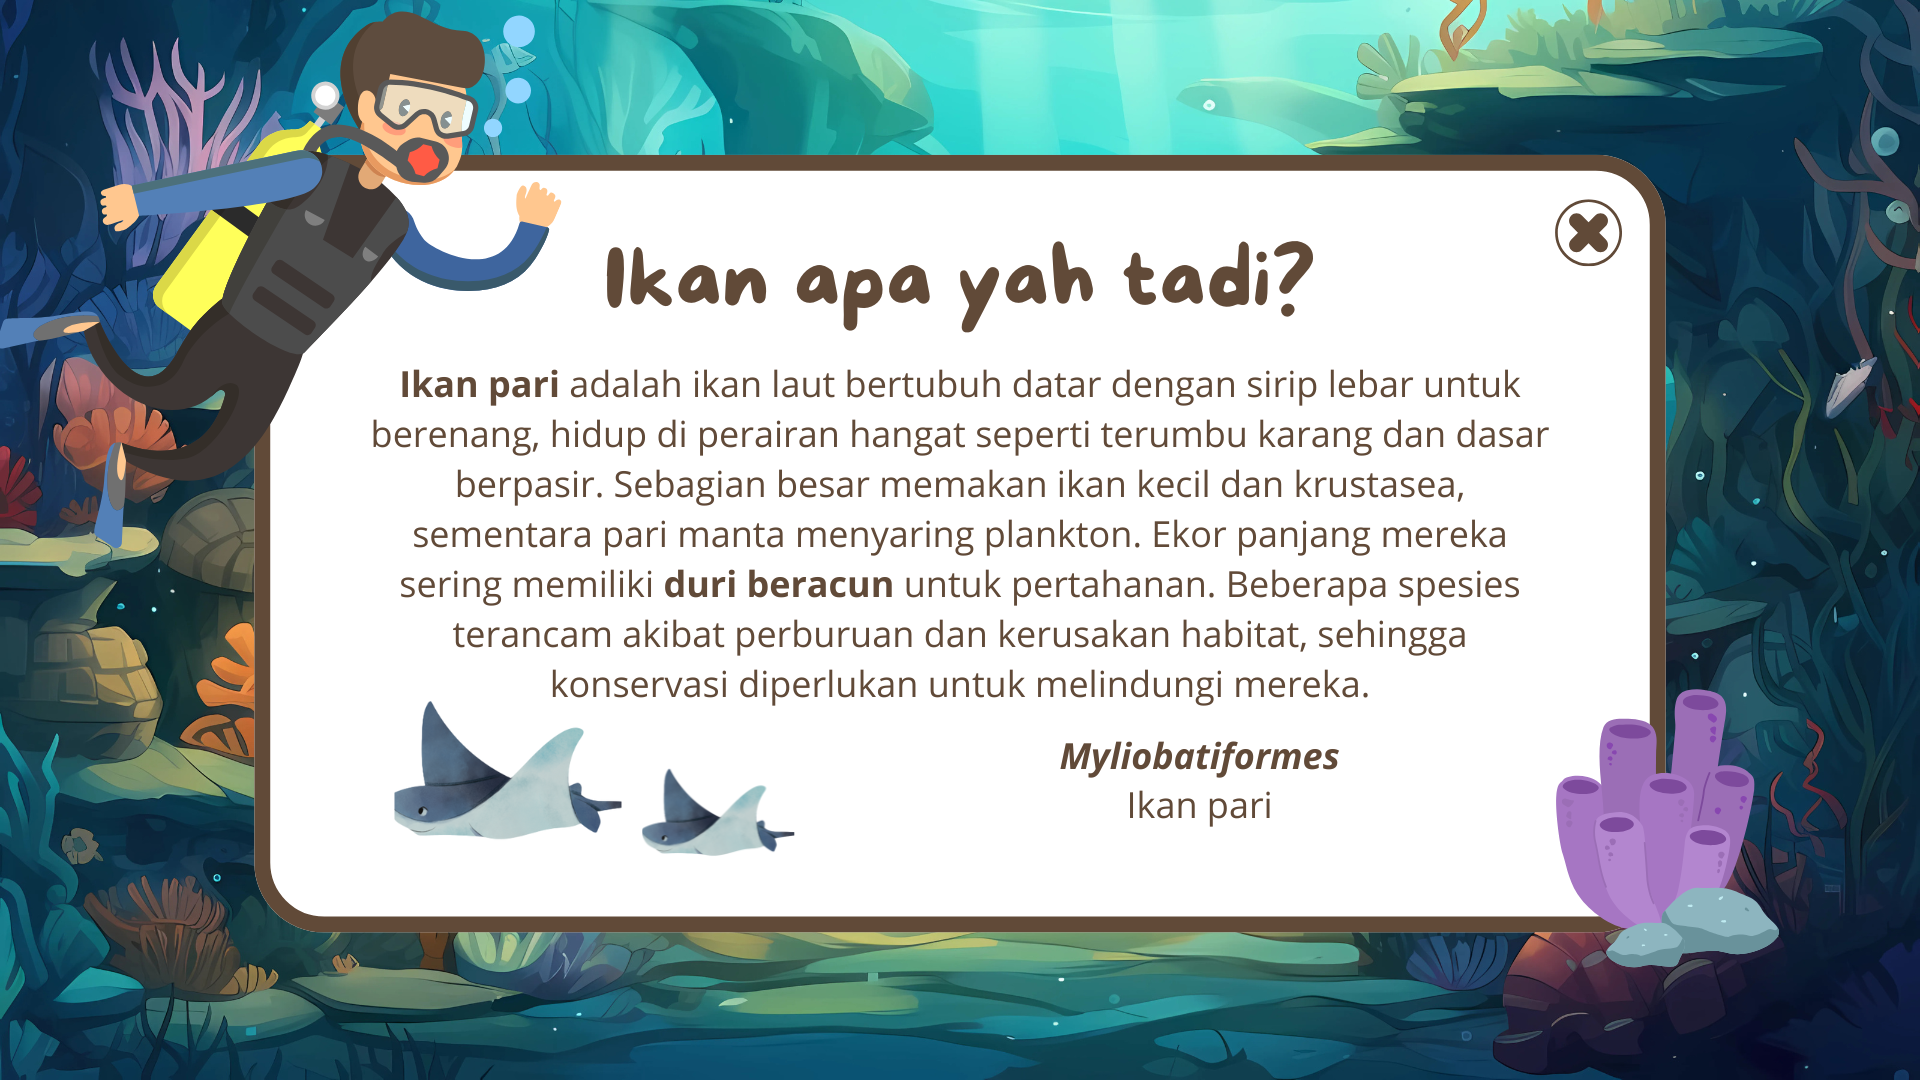 Ikan apa yah tadi?
Ikan pari adalah ikan laut bertubuh datar dengan sirip lebar untuk
berenang, hidup di perairan hangat seperti terumbu karang dan dasar
berpasir. Sebagian besar memakan ikan kecil dan krustasea,
sementara pari manta menyaring plankton. Ekor panjang mereka
sering memiliki duri beracun untuk pertahanan. Beberapa spesies
terancam akibat perburuan dan kerusakan habitat, sehingga
konservasi diperlukan untuk melindungi mereka.
Myliobatiformes
Ikan pari